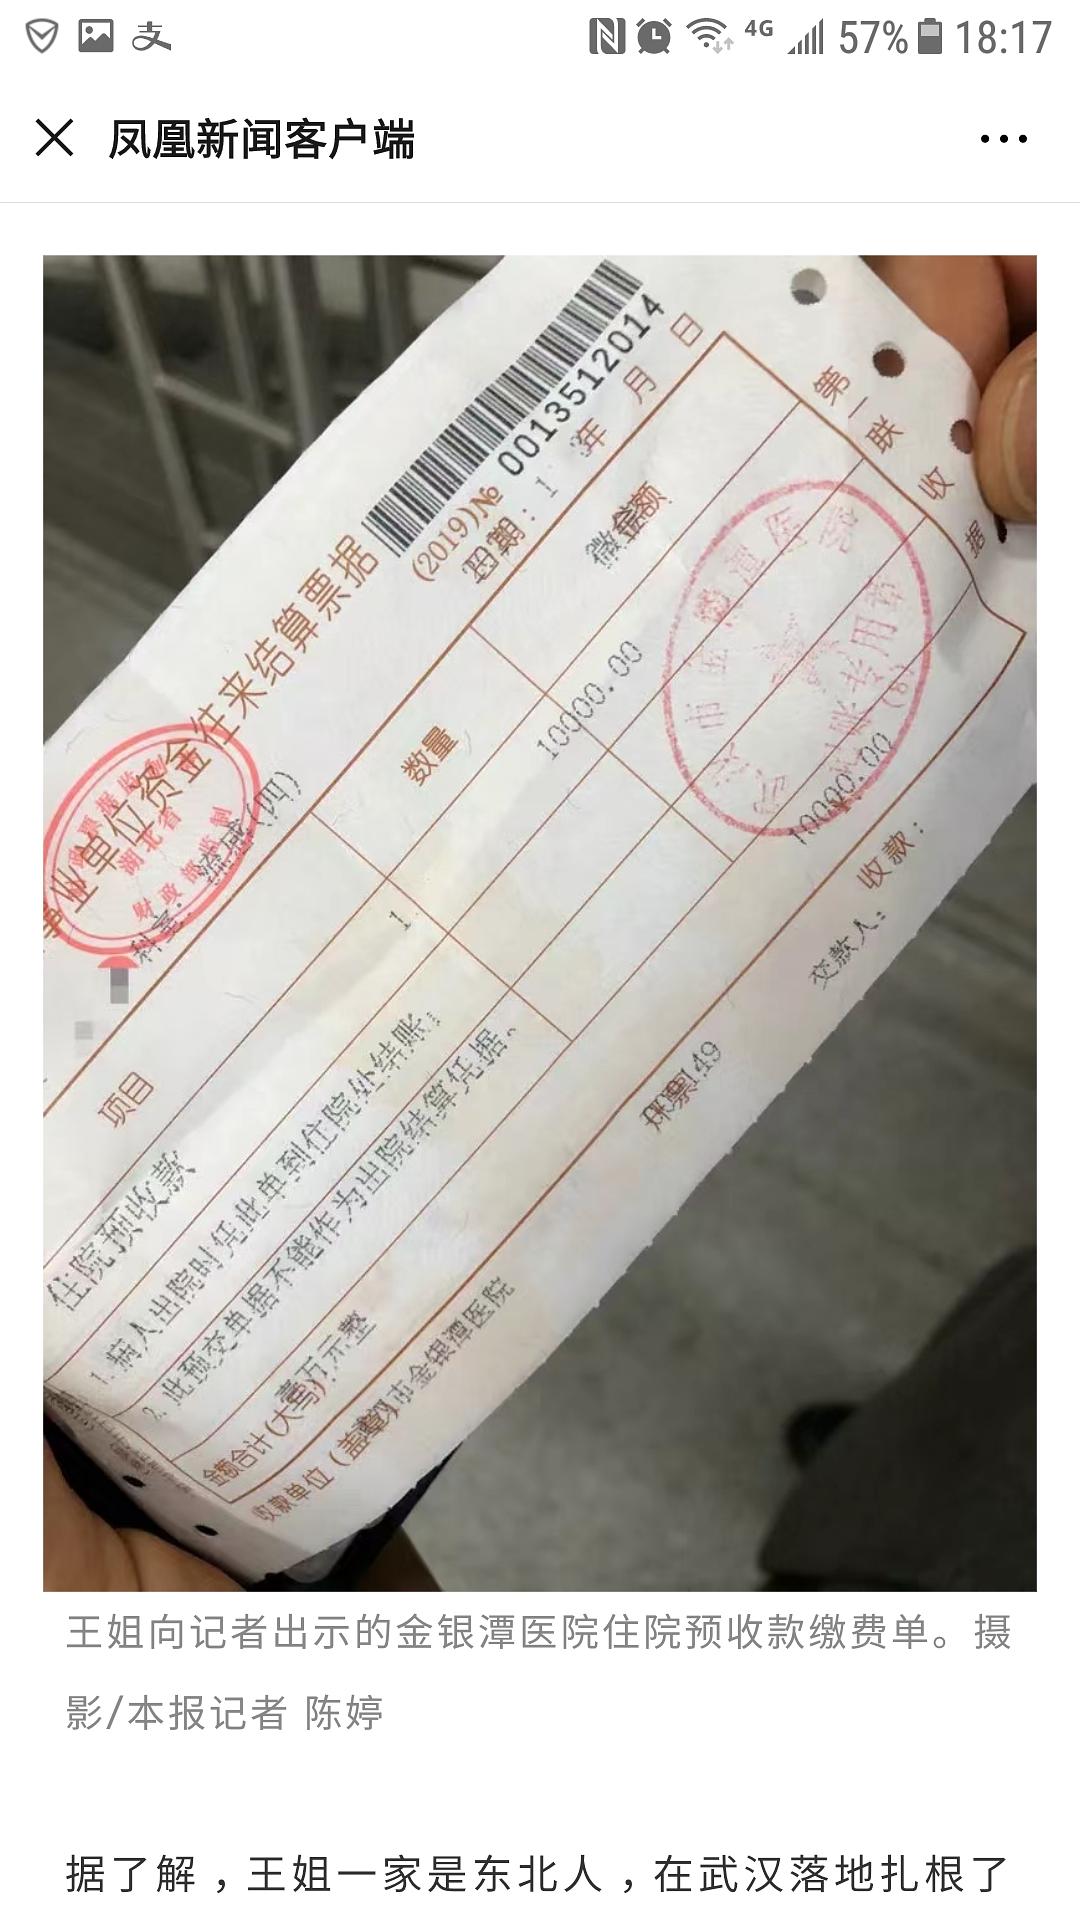 4G 57% 18:17
凤凰新闻客户端
事业单位资金往来结算票据
(2019)№ 0013512014
日期： 1 年 月 日
湖北省
财政部监制
科室： 流感(四)
项目 数量 金额
住院预收款 1 10000.00
1. 病人出院时凭此单到住院处结账；
2. 此预交单据不能作为出院结算凭据、
金额合计(大写) 壹万元整 10000.00
收款单位（盖章） 市金银潭医院
开票 149
收款：
交款人：
第一联 收据
武汉市金银潭医院
专用章
王姐向记者出示的金银潭医院住院预收款缴费单。摄
影/本报记者 陈婷
据了解，王姐一家是东北人，在武汉落地扎根了